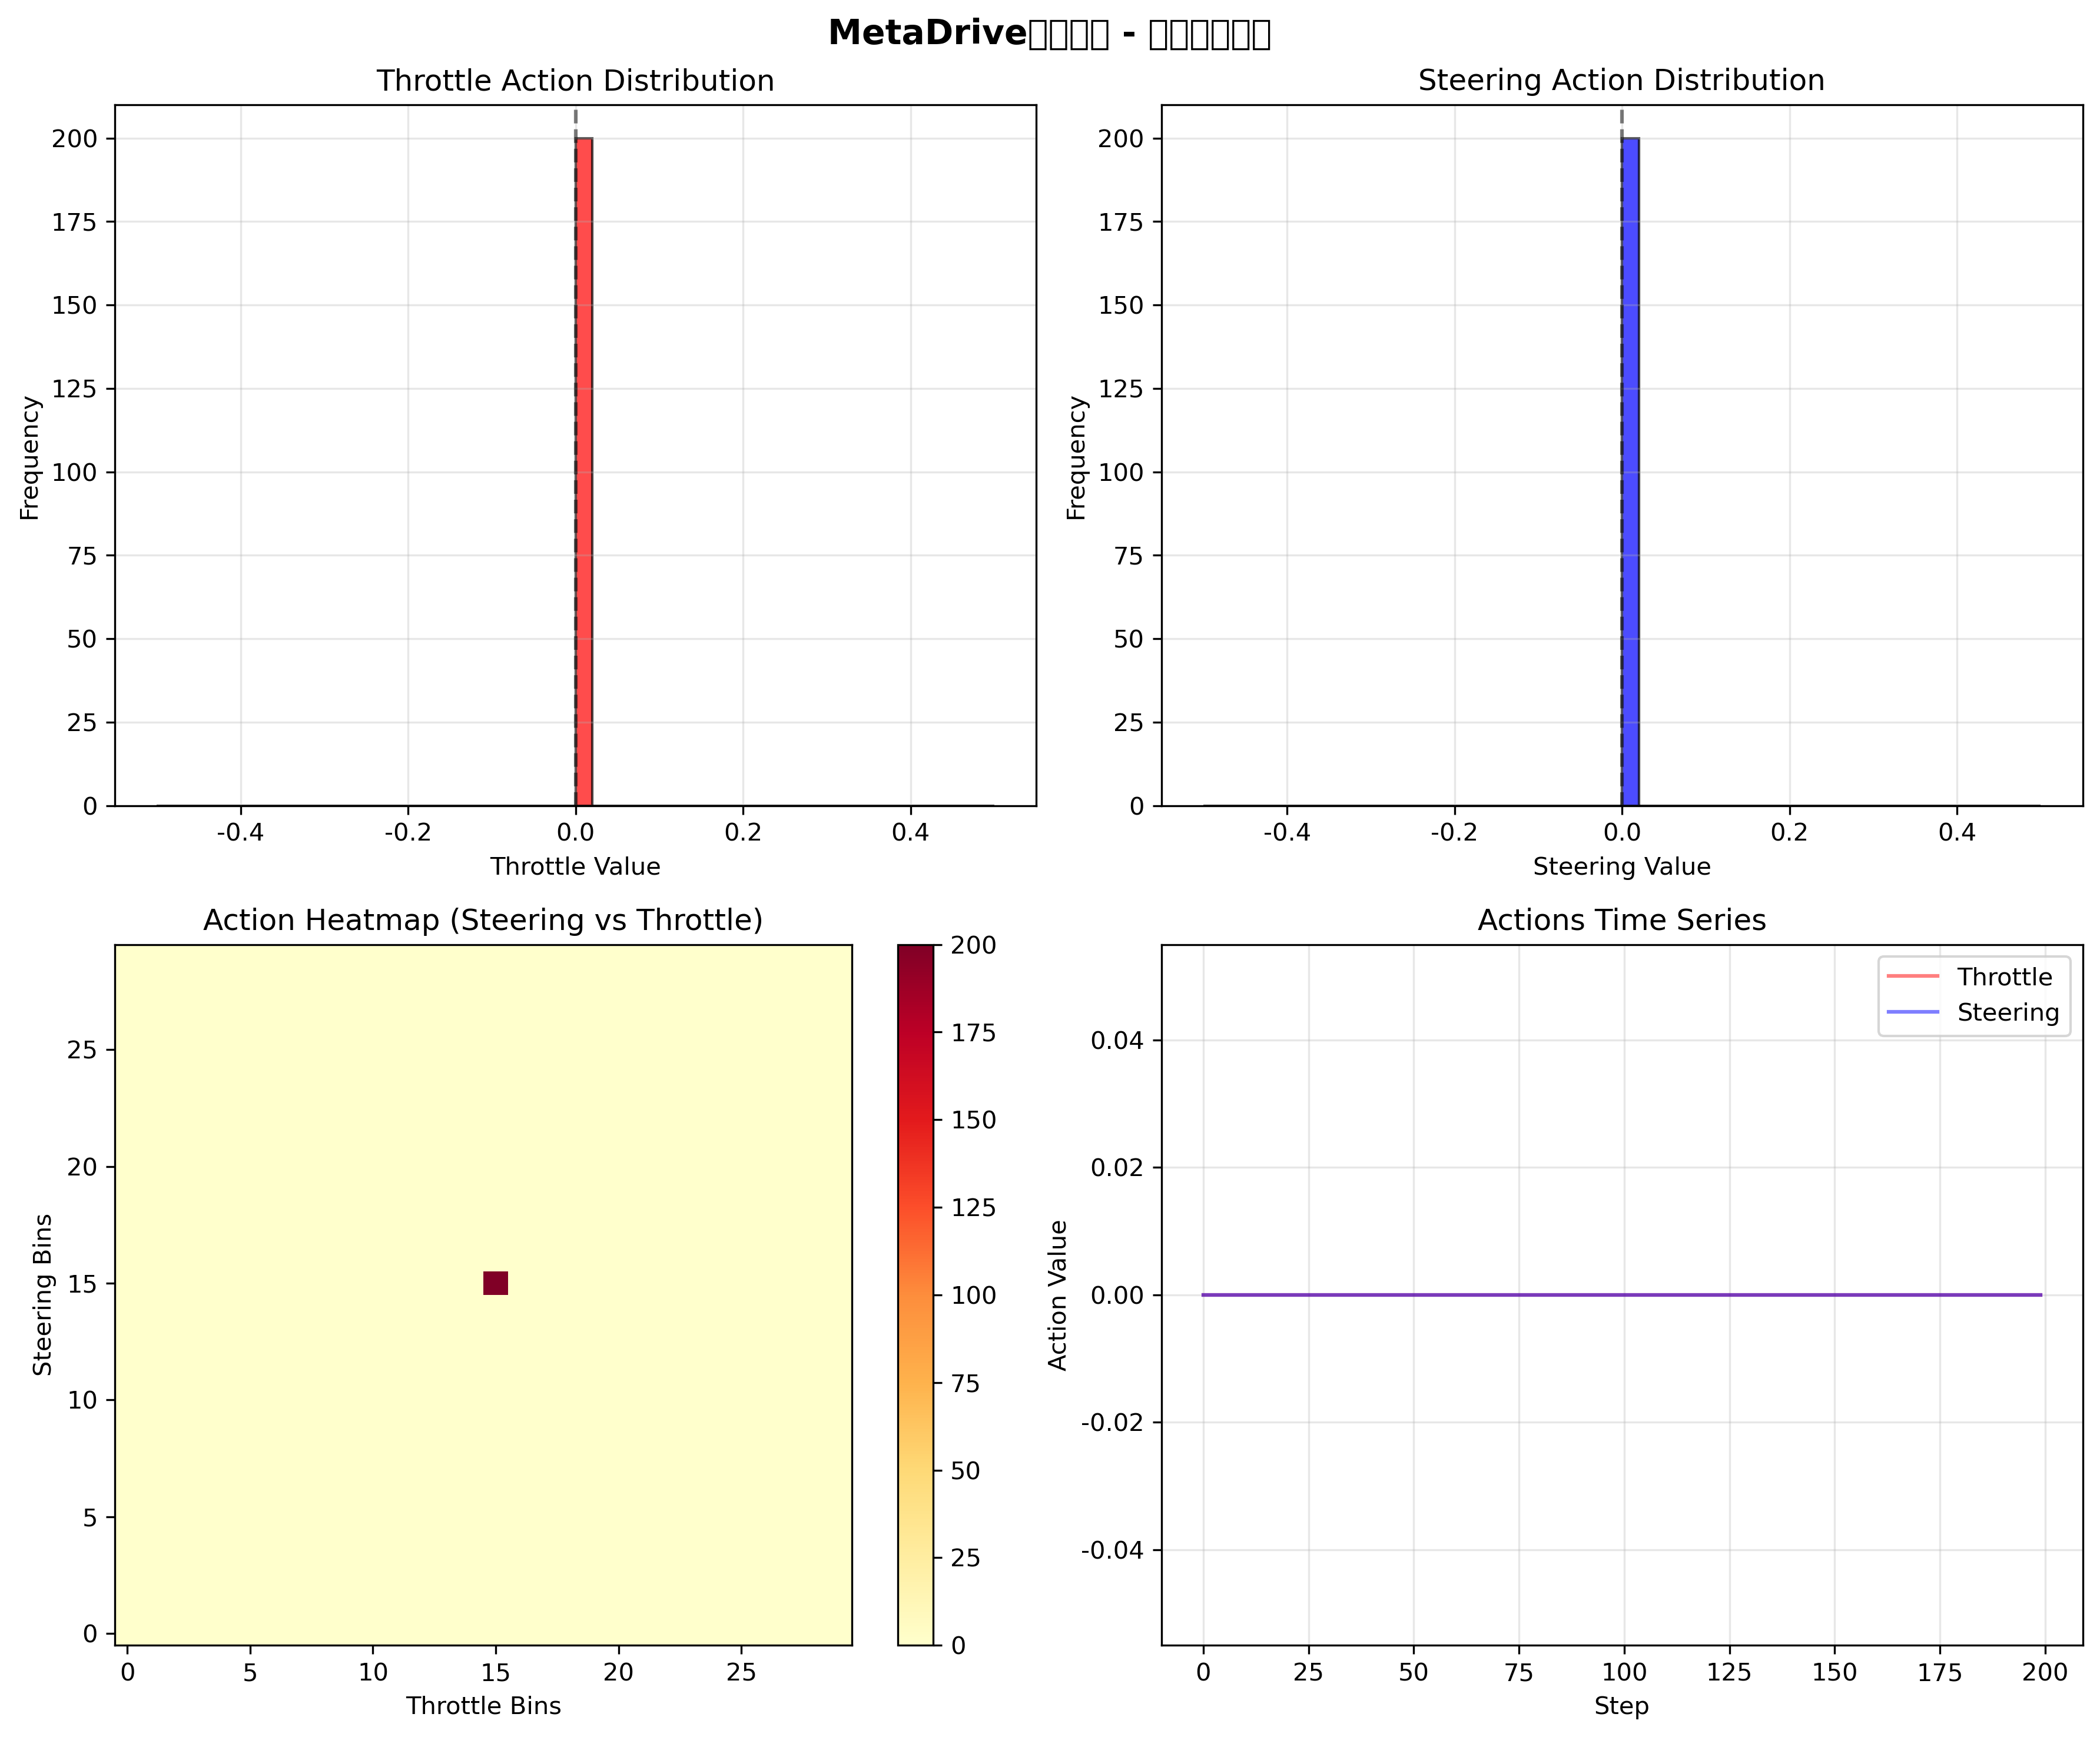 MetaDrive - 
Throttle Action Distribution
200
175
150
125
100
75
50
25
0
Frequency
-0.4 -0.2 0.0 0.2 0.4
Throttle Value
Steering Action Distribution
200
175
150
125
100
75
50
25
0
Frequency
-0.4 -0.2 0.0 0.2 0.4
Steering Value
Action Heatmap (Steering vs Throttle)
25
20
15
10
5
0
Steering Bins
0 5 10 15 20 25
Throttle Bins
200
175
150
125
100
75
50
25
0
Actions Time Series
Throttle
Steering
0.04
0.02
0.00
-0.02
-0.04
Action Value
0 25 50 75 100 125 150 175 200
Step